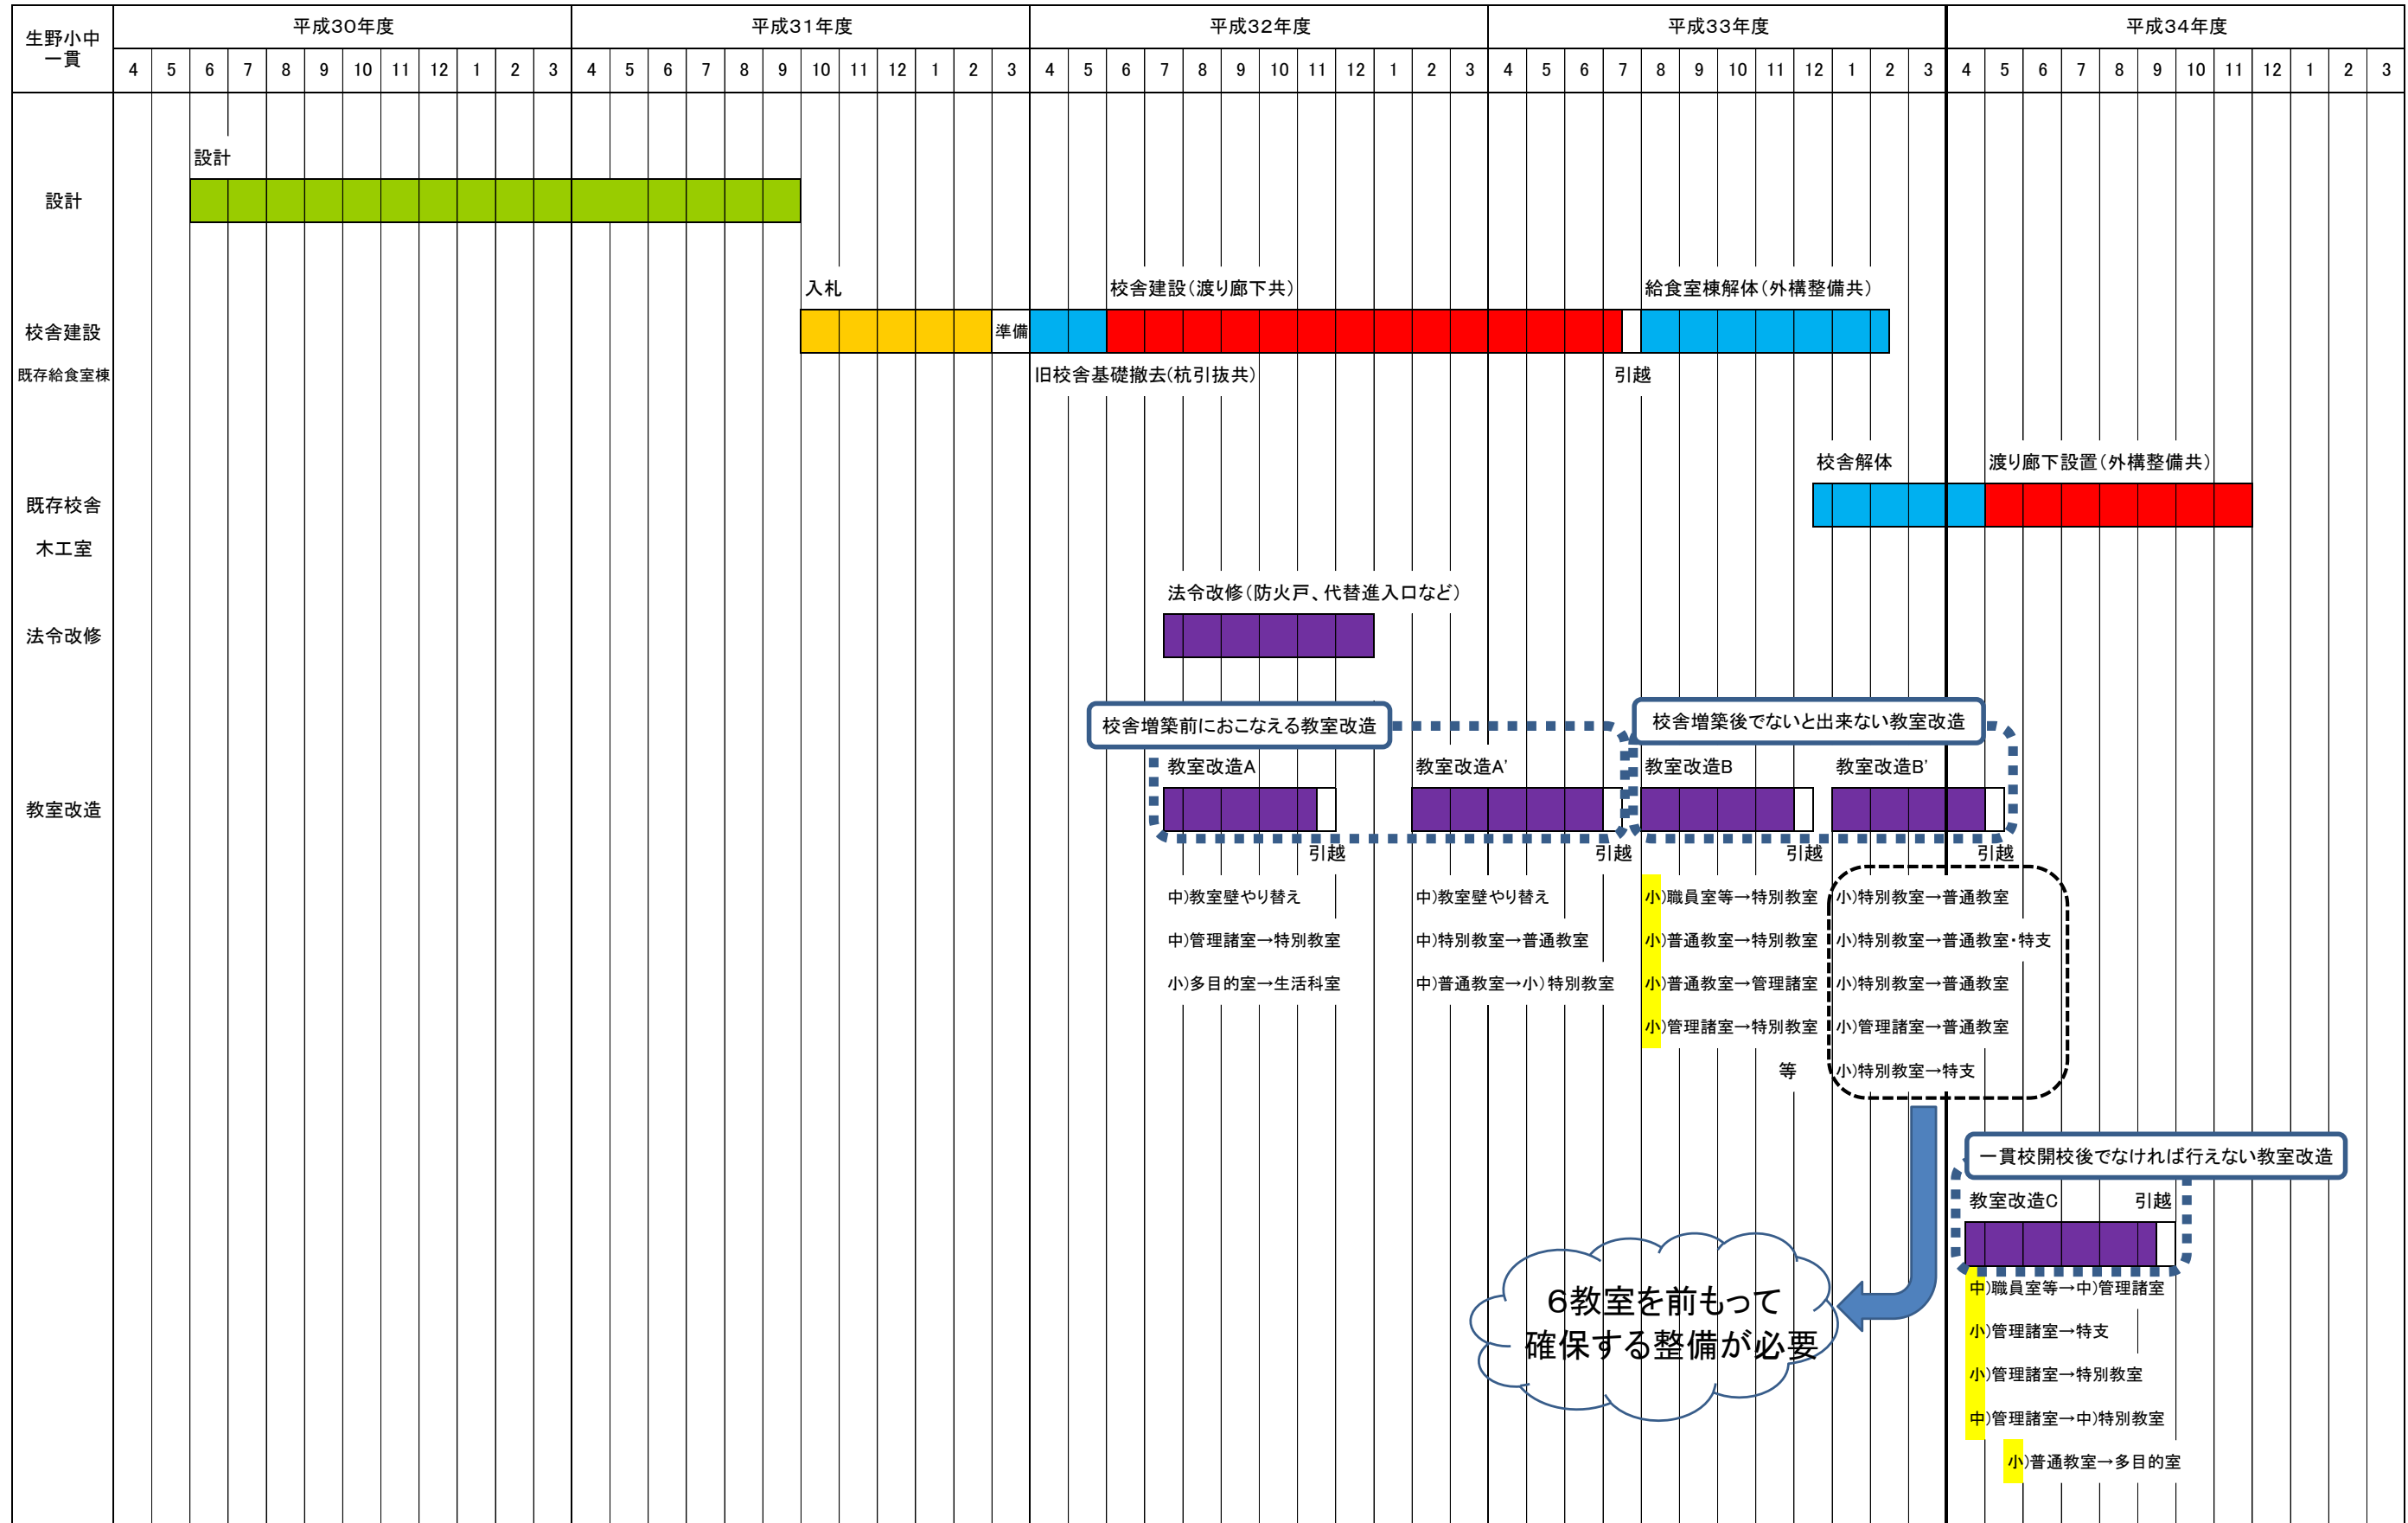 生野小中
一貫
平成30年度 平成31年度 平成32年度 平成33年度 平成34年度
4 5 6 7 8 9 10 11 12 1 2 3 4 5 6 7 8 9 10 11 12 1 2 3 4 5 6 7 8 9 10 11 12 1 2 3 4 5 6 7 8 9 10 11 12 1 2 3 4 5 6 7 8 9 10 11 12 1 2 3
設計
設計
入札 校舎建設(渡り廊下共) 給食室棟解体(外構整備共)
校舎建設 準備
既存給食室棟 旧校舎基礎撤去(杭引抜共) 引越
校舎解体 渡り廊下設置(外構整備共)
既存校舎
木工室
法令改修(防火戸、代替進入口など)
法令改修
校舎増築前におこなえる教室改造 校舎増築後でないと出来ない教室改造
教室改造A 教室改造A' 教室改造B 教室改造B'
教室改造
引越 引越 引越 引越
中)教室壁やり替え 中)教室壁やり替え 小)職員室等→特別教室 小)特別教室→普通教室
中)管理諸室→特別教室 中)特別教室→普通教室 小)普通教室→特別教室 小)特別教室→普通教室・特支
小)多目的室→生活科室 中)普通教室→小)特別教室 小)普通教室→管理諸室 小)特別教室→普通教室
小)管理諸室→特別教室 小)管理諸室→普通教室
等 小)特別教室→特支
一貫校開校後でなければ行えない教室改造
教室改造C 引越
中)職員室等→中)管理諸室
小)管理諸室→特支
小)管理諸室→特別教室
中)管理諸室→中)特別教室
小)普通教室→多目的室
6教室を前もって
確保する整備が必要